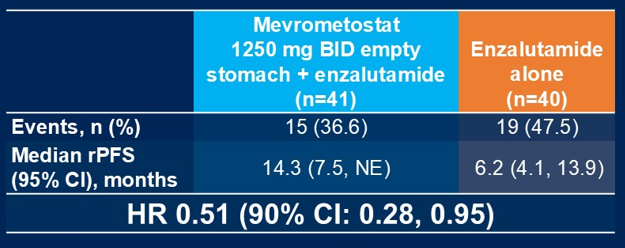 Mevrometostat
1250 mg BID empty
stomach + enzalutamide
(n=41)
Enzalutamide
alone
(n=40)
Events, n (%)
15 (36.6)
19 (47.5)
Median rPFS
(95% CI), months
14.3 (7.5, NE)
6.2 (4.1, 13.9)
HR 0.51 (90% CI: 0.28, 0.95)